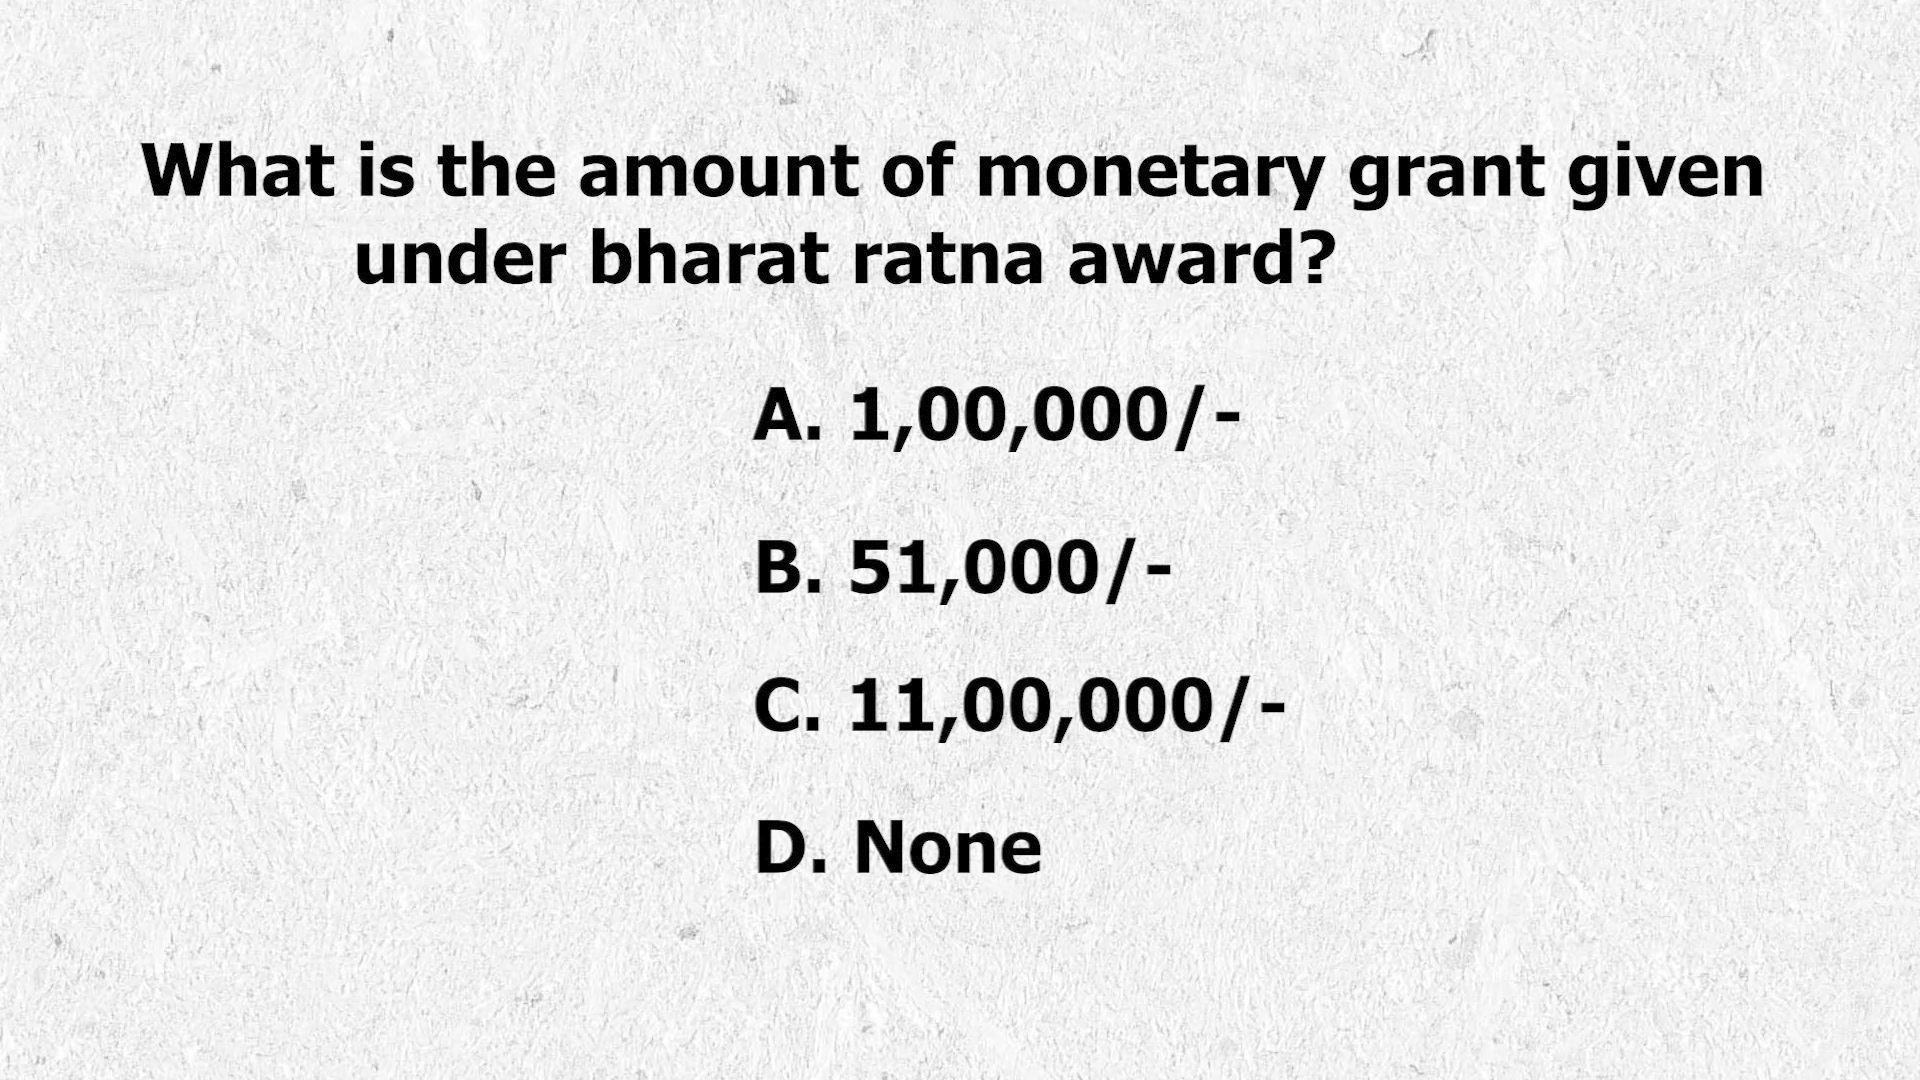 What is the amount of monetary grant given
under bharat ratna award?
A. 1,00,000/-
B. 51,000/-
C. 11,00,000/-
D. None